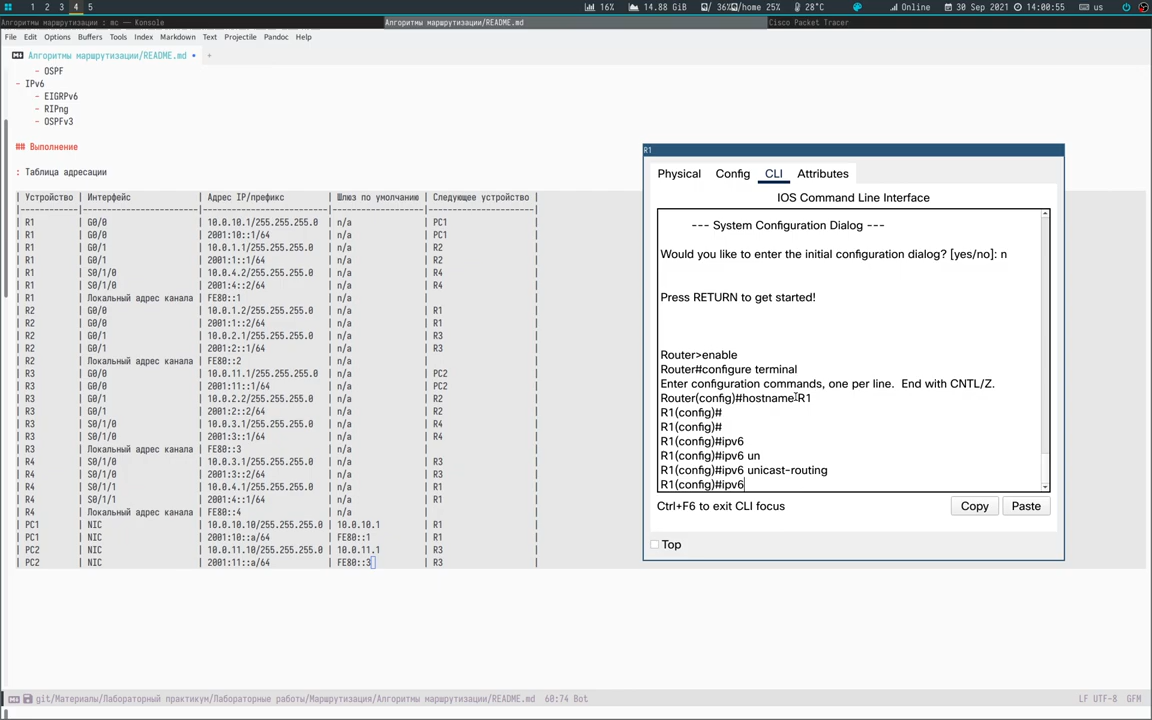 1 2 3 4 5 16% 14.88 GiB 36% /home 25% 28°C Online 30 Sep 2021 14:00:55 us
Алгоритмы маршрутизации : mc — Konsole Алгоритмы маршрутизации/README.md Cisco Packet Tracer
File Edit Options Buffers Tools Index Markdown Text Projectile Pandoc Help
Алгоритмы маршрутизации/README.md • +
- OSPF
- IPv6
- EIGRPv6
- RIPng
- OSPFv3
## Выполнение
: Таблица адресации
| Устройство | Интерфейс | Адрес IP/префикс | Шлюз по умолчанию | Следующее устройство |
| R1 | G0/0 | 10.0.10.1/255.255.255.0 | n/a | PC1 |
| R1 | G0/0 | 2001:10::1/64 | n/a | PC1 |
| R1 | G0/1 | 10.0.1.1/255.255.255.0 | n/a | R2 |
| R1 | G0/1 | 2001:1::1/64 | n/a | R2 |
| R1 | S0/1/0 | 10.0.4.2/255.255.255.0 | n/a | R4 |
| R1 | S0/1/0 | 2001:4::2/64 | n/a | R4 |
| R1 | Локальный адрес канала | FE80::1 | n/a | |
| R2 | G0/0 | 10.0.1.2/255.255.255.0 | n/a | R1 |
| R2 | G0/0 | 2001:1::2/64 | n/a | R1 |
| R2 | G0/1 | 10.0.2.1/255.255.255.0 | n/a | R3 |
| R2 | G0/1 | 2001:2::1/64 | n/a | R3 |
| R2 | Локальный адрес канала | FE80::2 | n/a | |
| R3 | G0/0 | 10.0.11.1/255.255.255.0 | n/a | PC2 |
| R3 | G0/0 | 2001:11::1/64 | n/a | PC2 |
| R3 | G0/1 | 10.0.2.2/255.255.255.0 | n/a | R2 |
| R3 | G0/1 | 2001:2::2/64 | n/a | R2 |
| R3 | S0/1/0 | 10.0.3.1/255.255.255.0 | n/a | R4 |
| R3 | S0/1/0 | 2001:3::1/64 | n/a | R4 |
| R3 | Локальный адрес канала | FE80::3 | n/a | |
| R4 | S0/1/0 | 10.0.3.1/255.255.255.0 | n/a | R3 |
| R4 | S0/1/0 | 2001:3::2/64 | n/a | R3 |
| R4 | S0/1/1 | 10.0.4.1/255.255.255.0 | n/a | R1 |
| R4 | S0/1/1 | 2001:4::1/64 | n/a | R1 |
| R4 | Локальный адрес канала | FE80::4 | n/a | |
| PC1 | NIC | 10.0.10.10/255.255.255.0 | 10.0.10.1 | R1 |
| PC1 | NIC | 2001:10::a/64 | FE80::1 | R1 |
| PC2 | NIC | 10.0.11.10/255.255.255.0 | 10.0.11.1 | R3 |
| PC2 | NIC | 2001:11::a/64 | FE80::3 | R3 |
R1
Physical Config CLI Attributes
IOS Command Line Interface
--- System Configuration Dialog ---
Would you like to enter the initial configuration dialog? [yes/no]: n
Press RETURN to get started!
Router>enable
Router#configure terminal
Enter configuration commands, one per line. End with CNTL/Z.
Router(config)#hostname R1
R1(config)#
R1(config)#
R1(config)#ipv6
R1(config)#ipv6 un
R1(config)#ipv6 unicast-routing
R1(config)#ipv6
Ctrl+F6 to exit CLI focus
Copy Paste
Top
git/Материалы/Лабораторный практикум/Лабораторные работы/Маршрутизация/Алгоритмы маршрутизации/README.md 60:74 Bot LF UTF-8 GFM